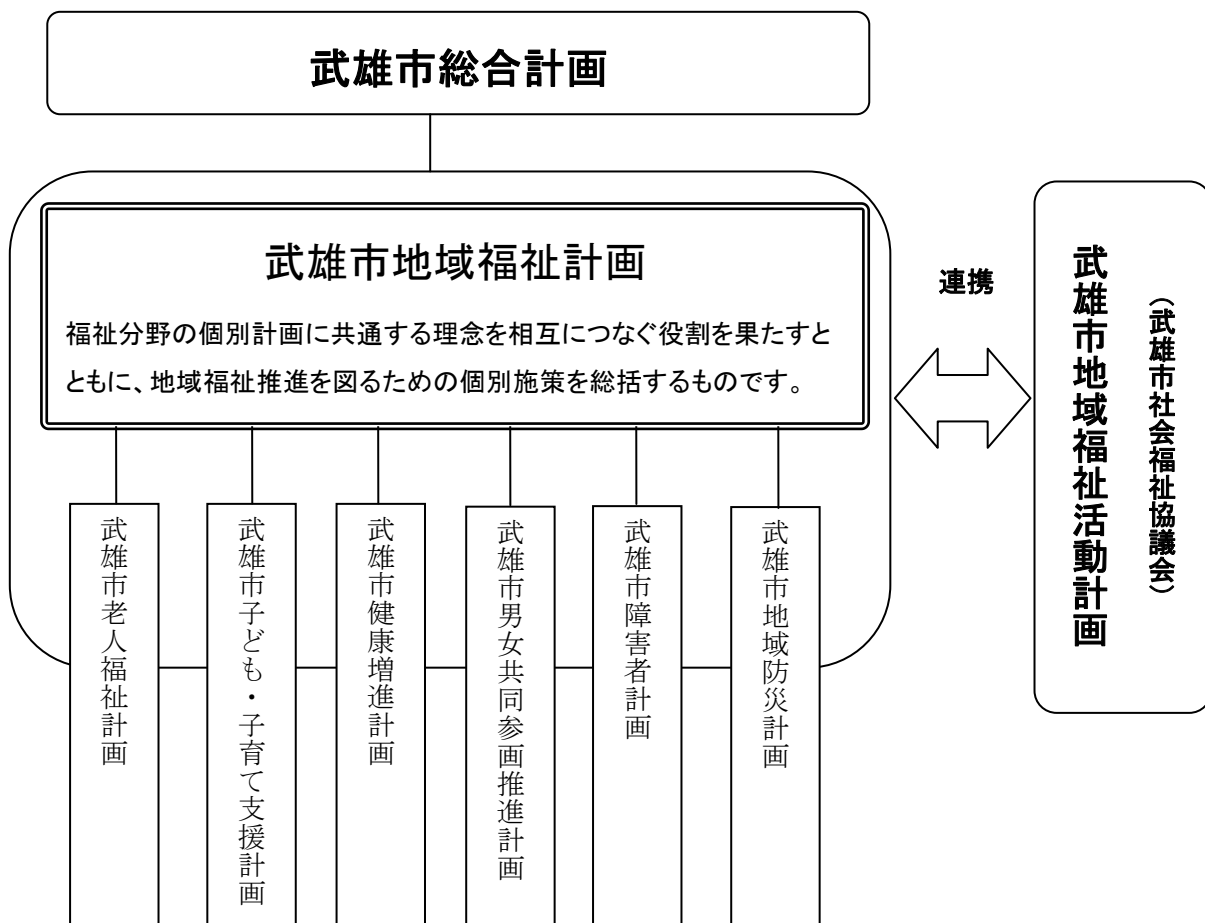 武雄市総合計画
武雄市地域福祉計画
福祉分野の個別計画に共通する理念を相互につなぐ役割を果たすと
ともに、地域福祉推進を図るための個別施策を総括するものです。
連携
武雄市地域福祉活動計画
(武雄市社会福祉協議会)
武雄市老人福祉計画
武雄市子ども・子育て支援計画
武雄市健康増進計画
武雄市男女共同参画推進計画
武雄市障害者計画
武雄市地域防災計画